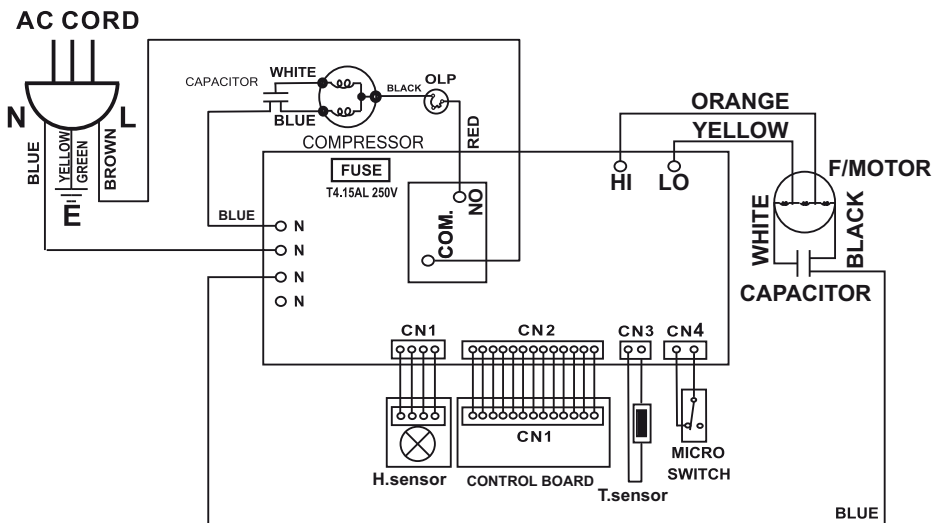 AC CORD
N
L
BLUE
YELLOW
GREEN
BROWN
E
CAPACITOR
WHITE
BLUE
BLACK
OLP
COMPRESSOR
RED
FUSE
T4.15AL 250V
BLUE
N
N
N
N
COM.
NO
HI
LO
ORANGE
YELLOW
F/MOTOR
WHITE
BLACK
CAPACITOR
CN1
CN2
CN3
CN4
CN1
H.sensor
CONTROL BOARD
T.sensor
MICRO
SWITCH
BLUE